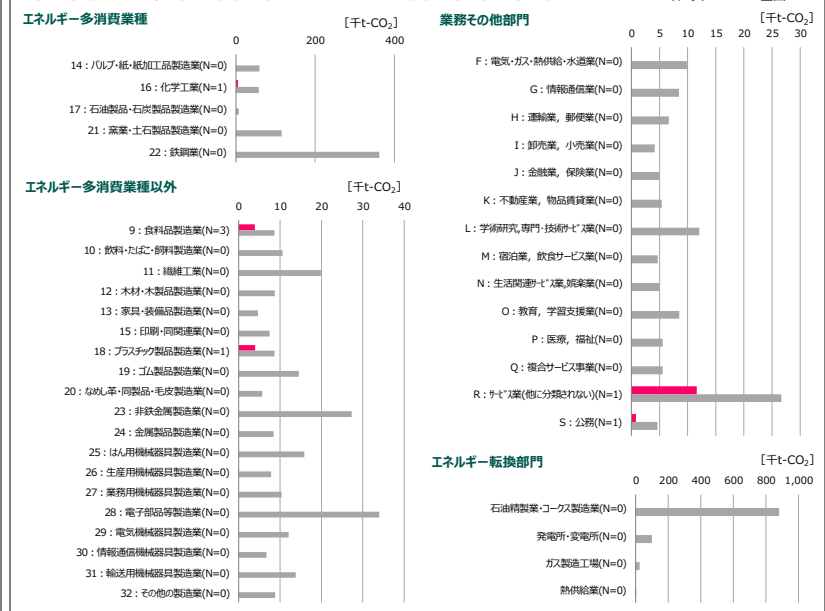 エネルギー多消費業種
[千t-CO₂]
0 200 400
14:パルプ・紙・紙加工品製造業(N=0)
16:化学工業(N=1)
17:石油製品・石炭製品製造業(N=0)
21:窯業・土石製品製造業(N=0)
22:鉄鋼業(N=0)
エネルギー多消費業種以外
[千t-CO₂]
0 10 20 30 40
9:食料品製造業(N=3)
10:飲料・たばこ・飼料製造業(N=0)
11:繊維工業(N=0)
12:木材・木製品製造業(N=0)
13:家具・装備品製造業(N=0)
15:印刷・同関連業(N=0)
18:プラスチック製品製造業(N=1)
19:ゴム製品製造業(N=0)
20:なめし革・同製品・毛皮製造業(N=0)
23:非鉄金属製造業(N=0)
24:金属製品製造業(N=0)
25:はん用機械器具製造業(N=0)
26:生産用機械器具製造業(N=0)
27:業務用機械器具製造業(N=0)
28:電子部品等製造業(N=0)
29:電気機械器具製造業(N=0)
30:情報通信機械器具製造業(N=0)
31:輸送用機械器具製造業(N=0)
32:その他の製造業(N=0)
業務その他部門
[千t-CO₂]
0 5 10 15 20 25 30
F:電気・ガス・熱供給・水道業(N=0)
G:情報通信業(N=0)
H:運輸業，郵便業(N=0)
I:卸売業，小売業(N=0)
J:金融業，保険業(N=0)
K:不動産業，物品賃貸業(N=0)
L:学術研究,専門・技術ｻｰﾋﾞｽ業(N=0)
M:宿泊業，飲食サービス業(N=0)
N:生活関連ｻｰﾋﾞｽ業,娯楽業(N=0)
O:教育，学習支援業(N=0)
P:医療，福祉(N=0)
Q:複合サービス事業(N=0)
R:ｻｰﾋﾞｽ業(他に分類されない)(N=1)
S:公務(N=1)
エネルギー転換部門
[千t-CO₂]
0 200 400 600 800 1,000
石油精製業・コークス製造業(N=0)
発電所・変電所(N=0)
ガス製造工場(N=0)
熱供給業(N=0)